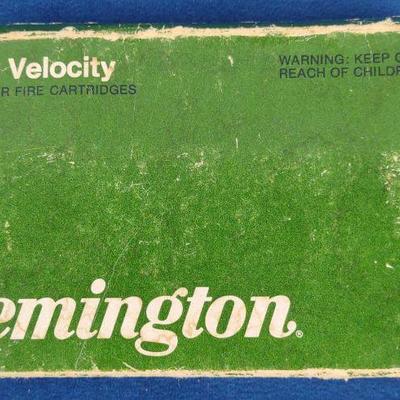 Velocity
R FIRE CARTRIDGES
WARNING: KEEP O
REACH OF CHILDR
emington®